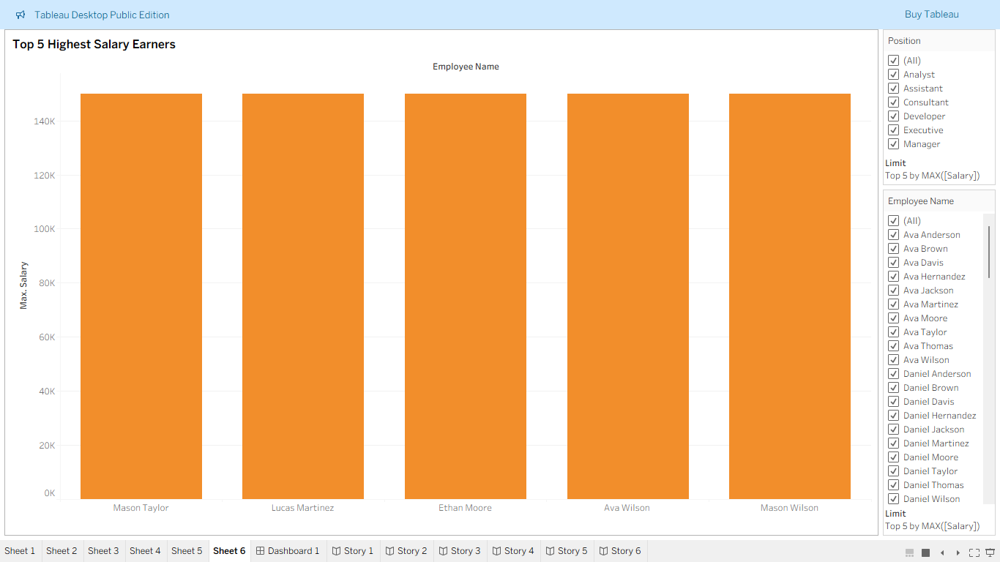 Tableau Desktop Public Edition
Buy Tableau
Top 5 Highest Salary Earners
Employee Name
Max. Salary
140K
120K
100K
80K
60K
40K
20K
0K
Mason Taylor
Lucas Martinez
Ethan Moore
Ava Wilson
Mason Wilson
Position
(All)
Analyst
Assistant
Consultant
Developer
Executive
Manager
Limit
Top 5 by MAX([Salary])
Employee Name
(All)
Ava Anderson
Ava Brown
Ava Davis
Ava Hernandez
Ava Jackson
Ava Martinez
Ava Moore
Ava Taylor
Ava Thomas
Ava Wilson
Daniel Anderson
Daniel Brown
Daniel Davis
Daniel Hernandez
Daniel Jackson
Daniel Martinez
Daniel Moore
Daniel Taylor
Daniel Thomas
Daniel Wilson
Limit
Top 5 by MAX([Salary])
Sheet 1 Sheet 2 Sheet 3 Sheet 4 Sheet 5 Sheet 6 Dashboard 1 Story 1 Story 2 Story 3 Story 4 Story 5 Story 6